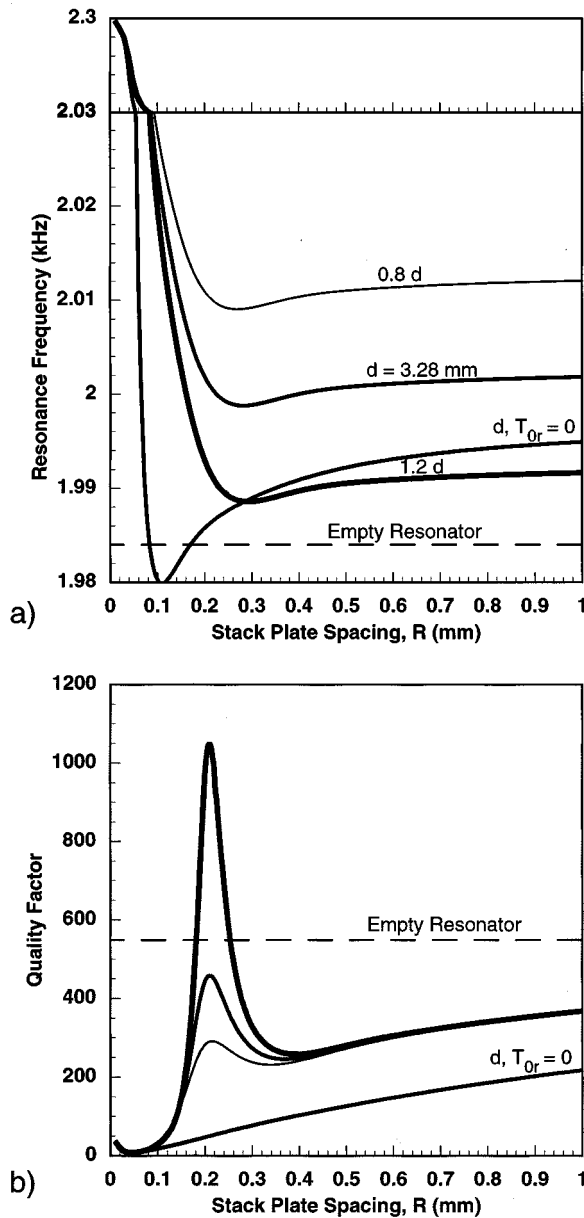 2.3
2.03
2.02
2.01
2
1.99
1.98
Resonance Frequency (kHz)
0.8 d
d = 3.28 mm
d, T0r = 0
1.2 d
Empty Resonator
0 0.1 0.2 0.3 0.4 0.5 0.6 0.7 0.8 0.9 1
a)
Stack Plate Spacing, R (mm)
1200
1000
800
600
400
200
0
Quality Factor
Empty Resonator
d, T0r = 0
0 0.1 0.2 0.3 0.4 0.5 0.6 0.7 0.8 0.9 1
b)
Stack Plate Spacing, R (mm)